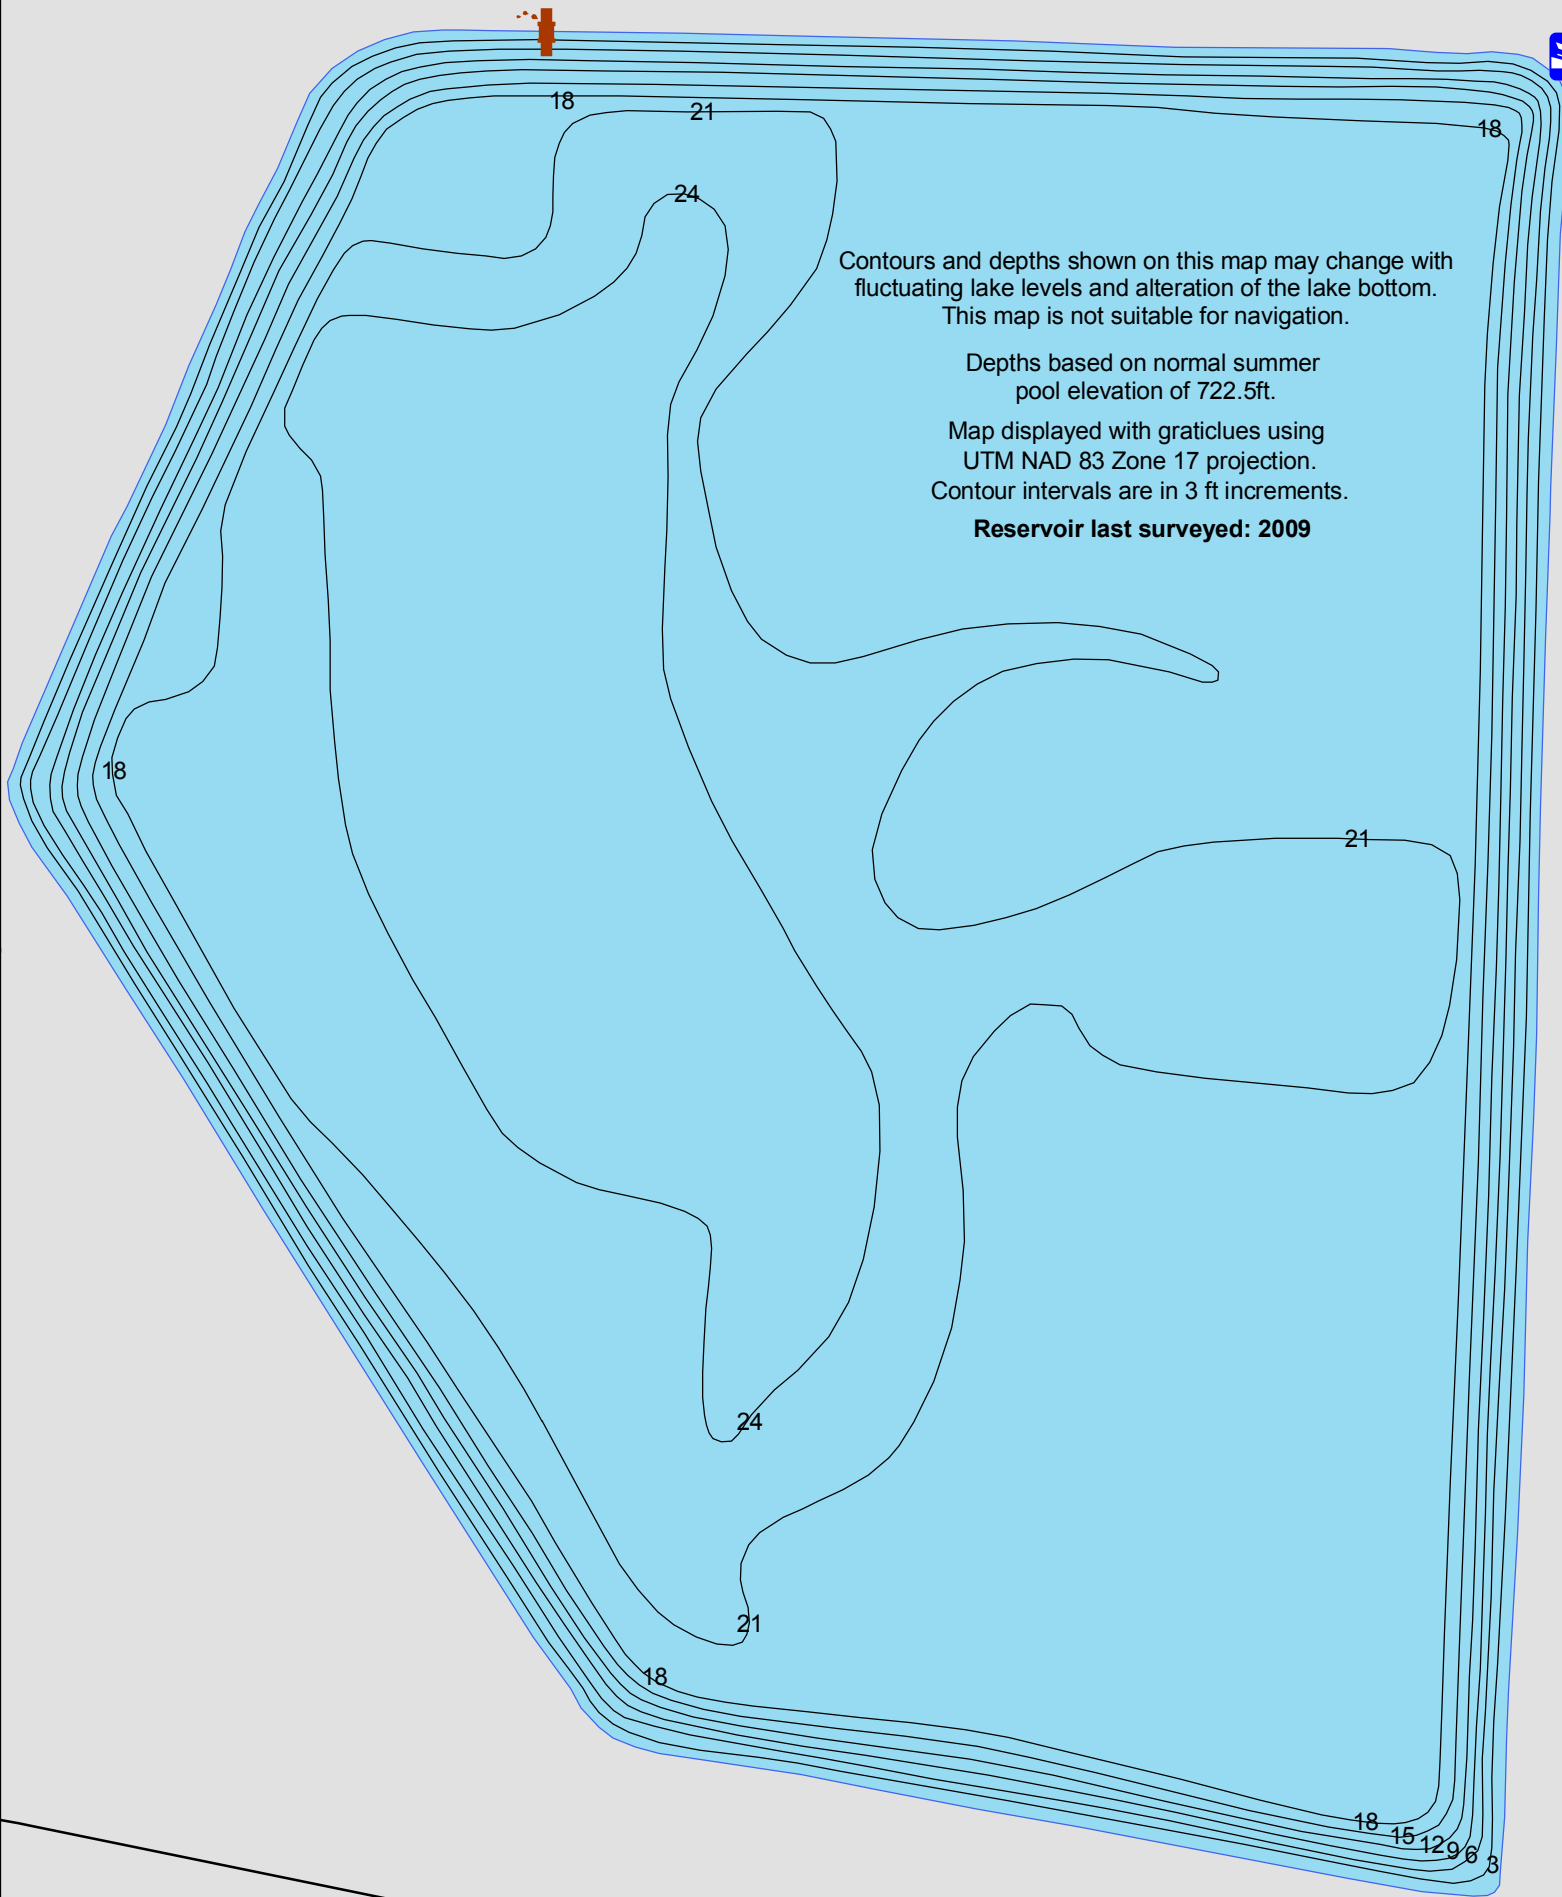 18
21
18
24
Contours and depths shown on this map may change with
fluctuating lake levels and alteration of the lake bottom.
This map is not suitable for navigation.
Depths based on normal summer
pool elevation of 722.5ft.
Map displayed with graticlues using
UTM NAD 83 Zone 17 projection.
Contour intervals are in 3 ft increments.
Reservoir last surveyed: 2009
18
21
24
21
18
18
15
12
9
6
3